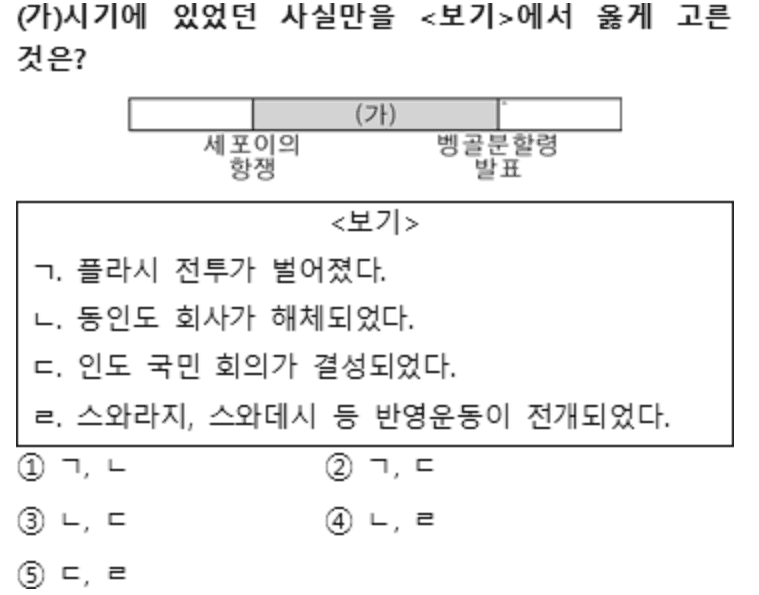 (가)시기에 있었던 사실만을 <보기>에서 옳게 고른
것은?
(가)
세포이의 벵골분할령
항쟁 발표
<보기>
ㄱ. 플라시 전투가 벌어졌다.
ㄴ. 동인도 회사가 해체되었다.
ㄷ. 인도 국민 회의가 결성되었다.
ㄹ. 스와라지, 스와데시 등 반영운동이 전개되었다.
① ㄱ, ㄴ ② ㄱ, ㄷ
③ ㄴ, ㄷ ④ ㄴ, ㄹ
⑤ ㄷ, ㄹ